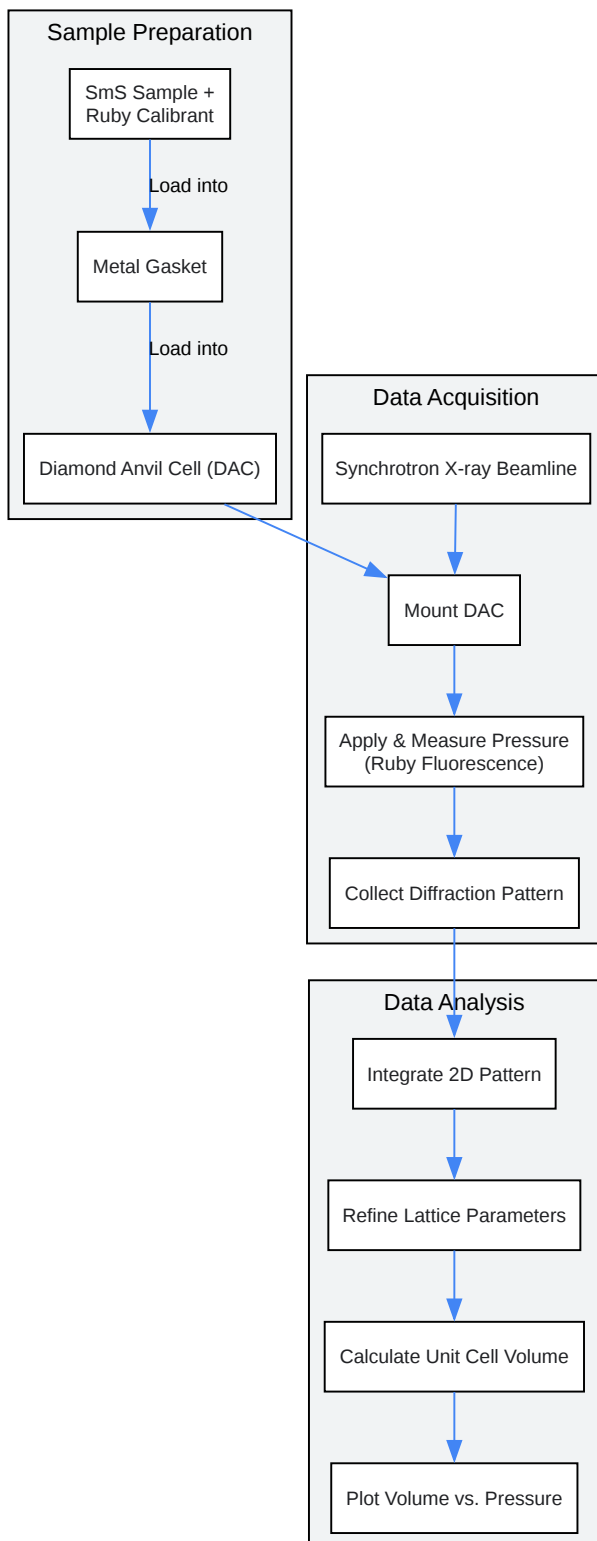 Sample Preparation
SmS Sample +
Ruby Calibrant
Load into
Metal Gasket
Load into
Diamond Anvil Cell (DAC)
Data Acquisition
Synchrotron X-ray Beamline
Mount DAC
Apply & Measure Pressure
(Ruby Fluorescence)
Collect Diffraction Pattern
Data Analysis
Integrate 2D Pattern
Refine Lattice Parameters
Calculate Unit Cell Volume
Plot Volume vs. Pressure